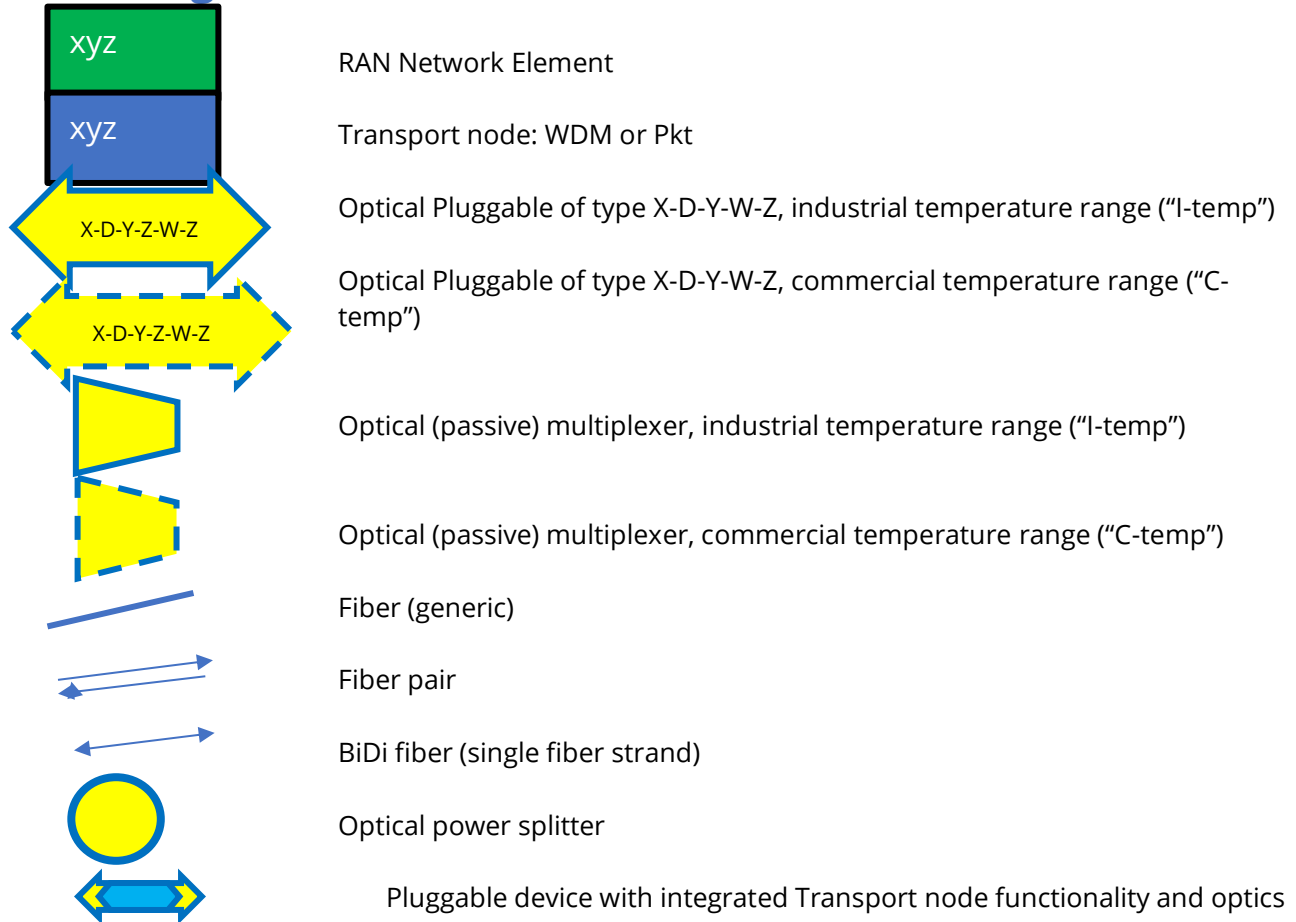 xyz
RAN Network Element
xyz
Transport node: WDM or Pkt
X-D-Y-Z-W-Z
Optical Pluggable of type X-D-Y-W-Z, industrial temperature range (“I-temp”)
X-D-Y-Z-W-Z
Optical Pluggable of type X-D-Y-W-Z, commercial temperature range (“C-
temp”)
Optical (passive) multiplexer, industrial temperature range (“I-temp”)
Optical (passive) multiplexer, commercial temperature range (“C-temp”)
Fiber (generic)
Fiber pair
BiDi fiber (single fiber strand)
Optical power splitter
Pluggable device with integrated Transport node functionality and optics